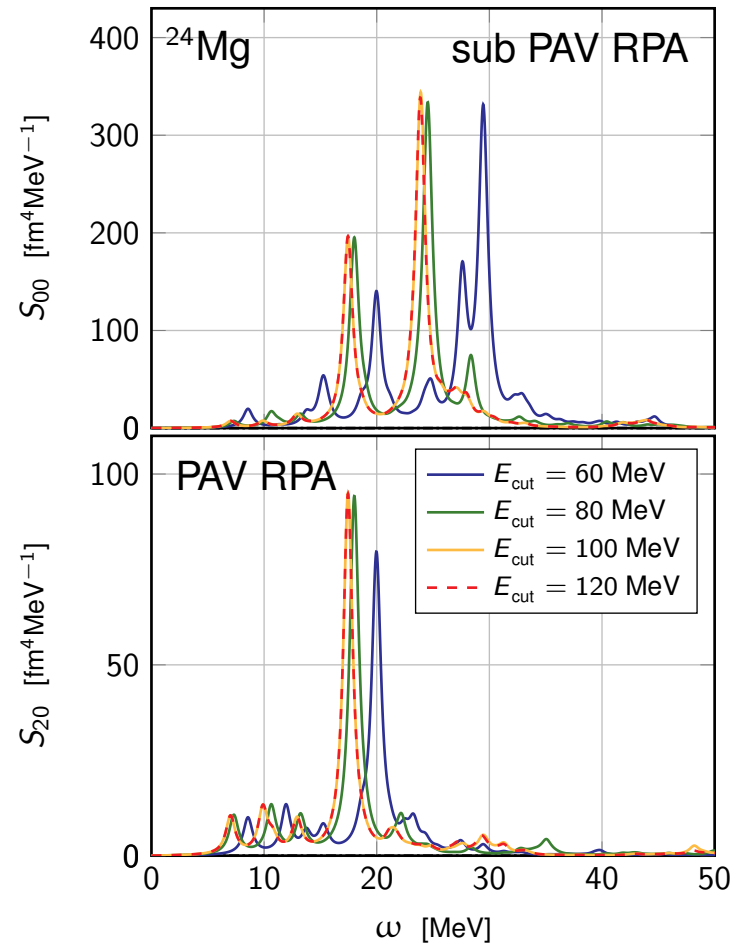 ²⁴Mg
sub PAV RPA
400
300
200
100
0
S₀₀ [fm⁴MeV⁻¹]
PAV RPA
E_cut = 60 MeV
E_cut = 80 MeV
E_cut = 100 MeV
E_cut = 120 MeV
100
50
0
S₂₀ [fm⁴MeV⁻¹]
0 10 20 30 40 50
ω [MeV]